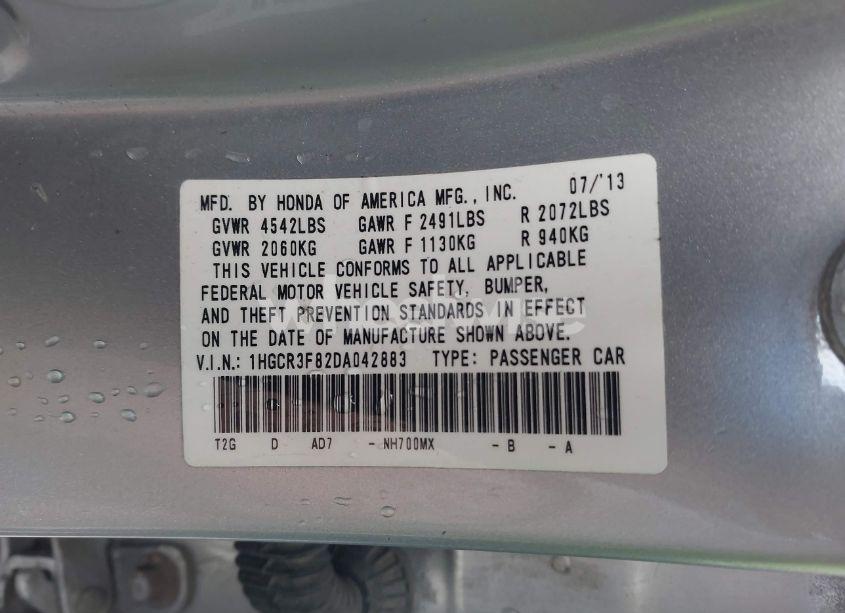 MFD. BY HONDA OF AMERICA MFG., INC. 07/'13
GVWR 4542LBS GAWR F 2491LBS R 2072LBS
GVWR 2060KG GAWR F 1130KG R 940KG
THIS VEHICLE CONFORMS TO ALL APPLICABLE
FEDERAL MOTOR VEHICLE SAFETY, BUMPER,
AND THEFT PREVENTION STANDARDS IN EFFECT
ON THE DATE OF MANUFACTURE SHOWN ABOVE.
V.I.N.: 1HGCR3F82DA042883 TYPE: PASSENGER CAR
T2G D AD7 - NH700MX - B - A